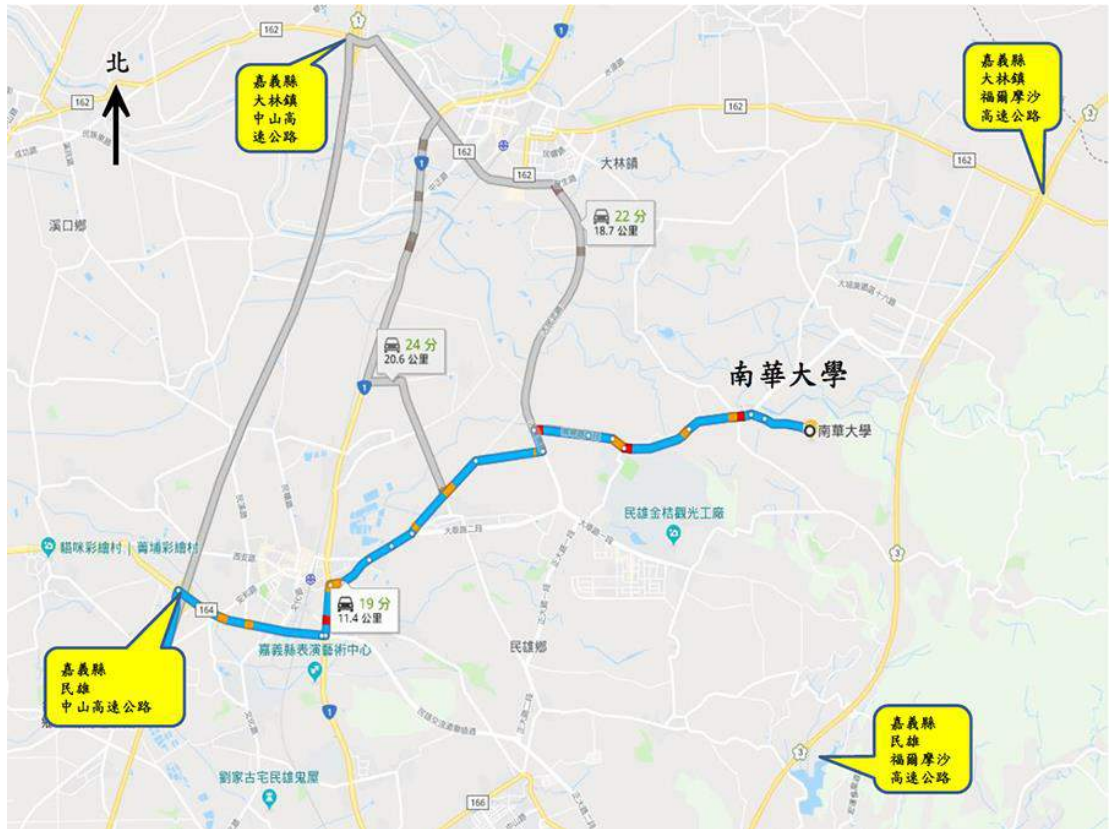 北
嘉義縣
大林鎮
中山高
速公路
嘉義縣
大林鎮
福爾摩沙
高速公路
1
162
1
162
3
162
162
162
162
1
大林鎮
溪口鄉
22 分
18.7 公里
24 分
20.6 公里
1
南華大學
南華大學
民雄金桔觀光工廠
大學路二段
貓咪彩繪村 | 菁埔彩繪村
3
164
19 分
11.4 公里
嘉義縣表演藝術中心
民雄鄉
嘉義縣
民雄
中山高速公路
1
3
嘉義縣
民雄
福爾摩沙
高速公路
劉家古宅民雄鬼屋
166